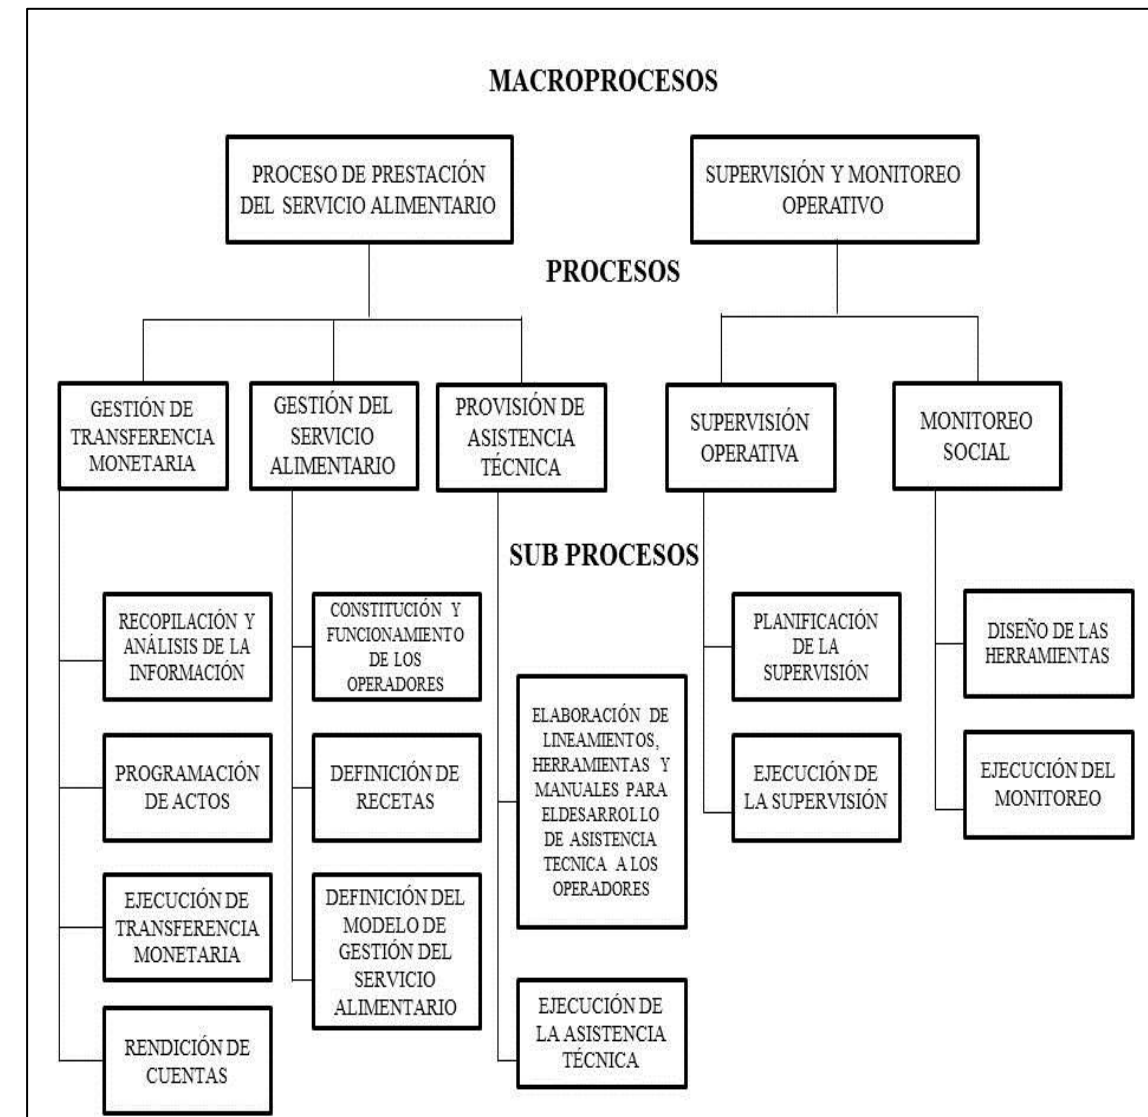 MACROPROCESOS
PROCESO DE PRESTACIÓN
DEL SERVICIO ALIMENTARIO
SUPERVISIÓN Y MONITOREO
OPERATIVO
PROCESOS
GESTIÓN DE
TRANSFERENCIA
MONETARIA
GESTIÓN DEL
SERVICIO
ALIMENTARIO
PROVISIÓN DE
ASISTENCIA
TÉCNICA
SUPERVISIÓN
OPERATIVA
MONITOREO
SOCIAL
SUB PROCESOS
RECOPILACIÓN Y
ANÁLISIS DE LA
INFORMACIÓN
PROGRAMACIÓN
DE ACTOS
EJECUCIÓN DE
TRANSFERENCIA
MONETARIA
RENDICIÓN DE
CUENTAS
CONSTITUCIÓN Y
FUNCIONAMIENTO
DE LOS
OPERADORES
DEFINICIÓN DE
RECETAS
DEFINICIÓN DEL
MODELO DE
GESTIÓN DEL
SERVICIO
ALIMENTARIO
ELABORACIÓN DE
LINEAMIENTOS,
HERRAMIENTAS Y
MANUALES PARA
ELDESARROLLO
DE ASISTENCIA
TECNICA A LOS
OPERADORES
EJECUCIÓN DE
LA ASISTENCIA
TÉCNICA
PLANIFICACIÓN
DE LA
SUPERVISIÓN
EJECUCIÓN DE
LA SUPERVISIÓN
DISEÑO DE LAS
HERRAMIENTAS
EJECUCIÓN DEL
MONITOREO